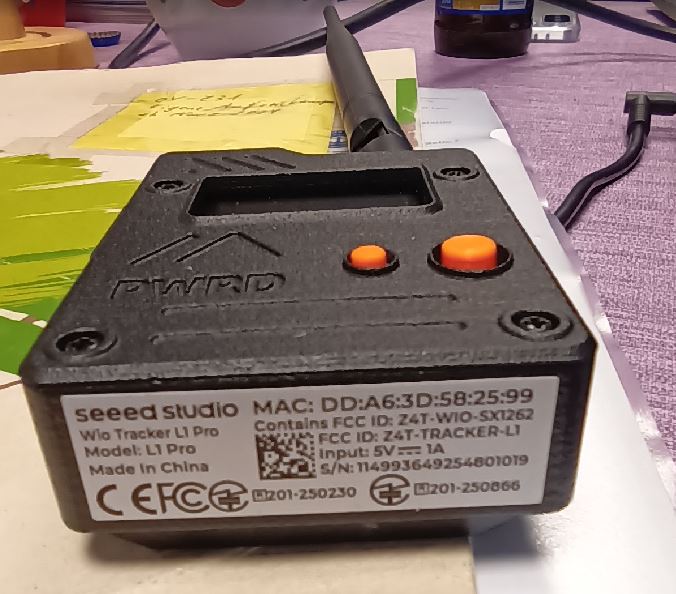 PWRD
seeed studio
Wio Tracker L1 Pro
Model: L1 Pro
Made in China
MAC: DD:A6:3D:58:25:99
Contains FCC ID: Z4T-WIO-SX1262
FCC ID: Z4T-TRACKER-L1
Input: 5V⎓1A
S/N: 114993649254801019
CE FCC R 201-250230 R 201-250866